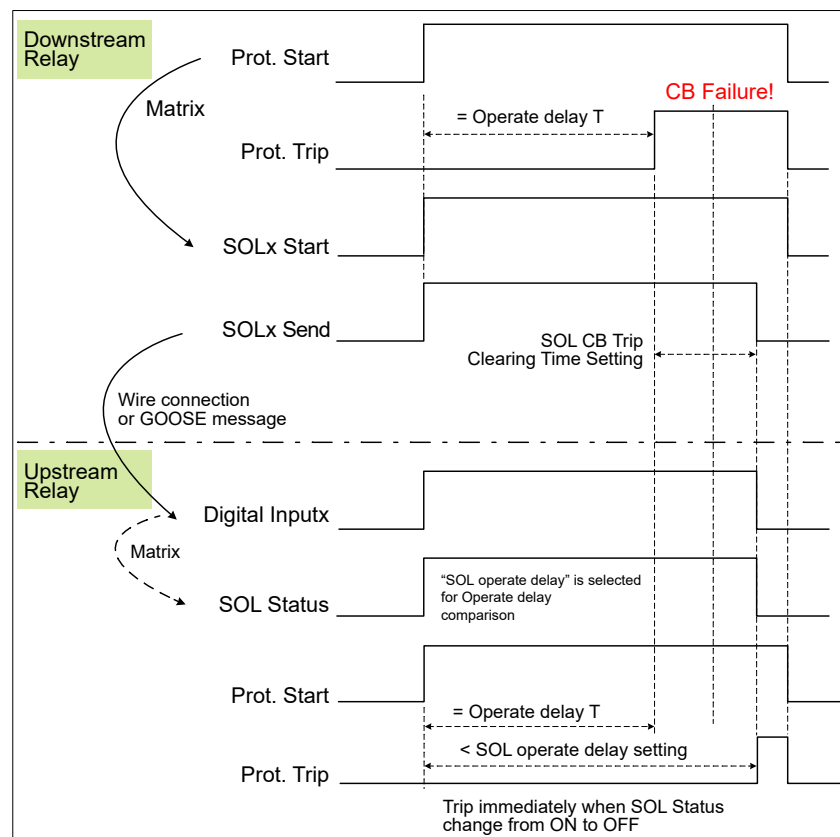 Downstream
Relay
Prot. Start
CB Failure!
Matrix
= Operate delay T
Prot. Trip
SOLx Start
SOLx Send
SOL CB Trip
Clearing Time Setting
Wire connection
or GOOSE message
Upstream
Relay
Digital Inputx
Matrix
“SOL operate delay” is selected
for Operate delay
comparison
SOL Status
Prot. Start
= Operate delay T
< SOL operate delay setting
Prot. Trip
Trip immediately when SOL Status
change from ON to OFF